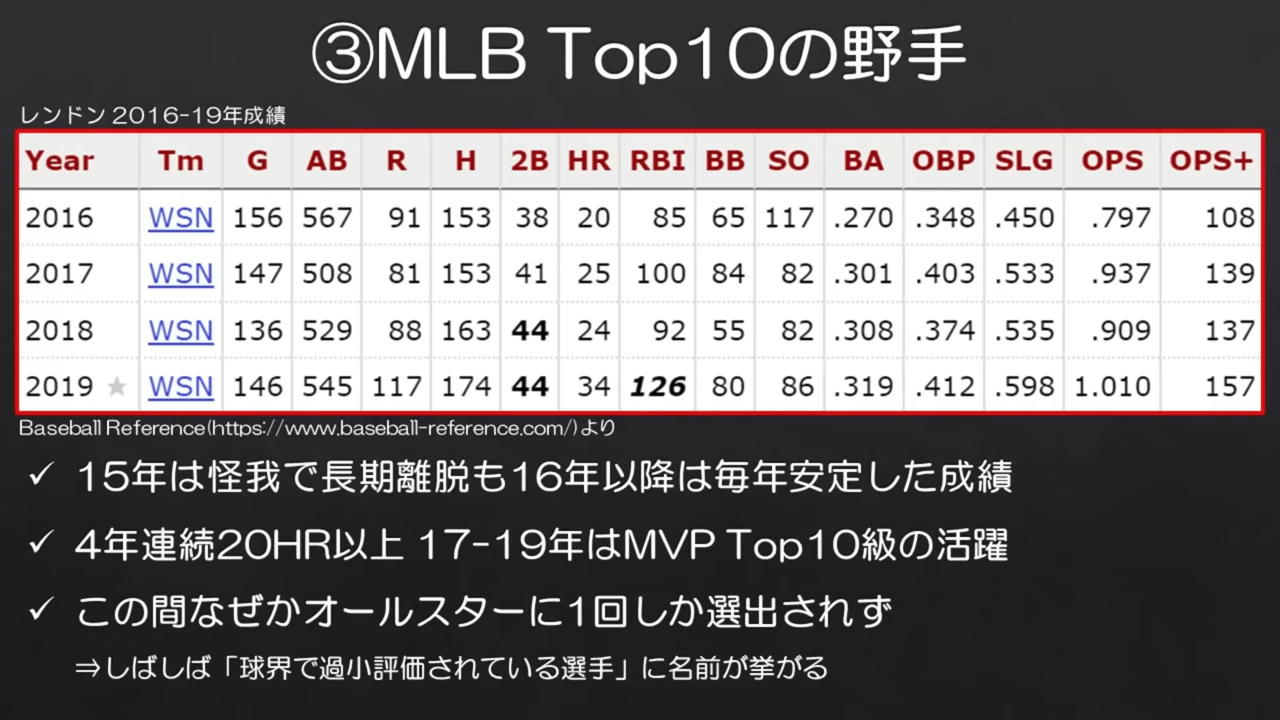 ③MLB Top10の野手
レンドン 2016-19年成績
Year Tm G AB R H 2B HR RBI BB SO BA OBP SLG OPS OPS+
2016 WSN 156 567 91 153 38 20 85 65 117 .270 .348 .450 .797 108
2017 WSN 147 508 81 153 41 25 100 84 82 .301 .403 .533 .937 139
2018 WSN 136 529 88 163 44 24 92 55 82 .308 .374 .535 .909 137
2019 ★ WSN 146 545 117 174 44 34 126 80 86 .319 .412 .598 1.010 157
Baseball Reference(https://www.baseball-reference.com/)より
✓ 15年は怪我で長期離脱も16年以降は毎年安定した成績
✓ 4年連続20HR以上 17-19年はMVP Top10級の活躍
✓ この間なぜかオールスターに1回しか選出されず
⇒しばしば「球界で過小評価されている選手」に名前が挙がる